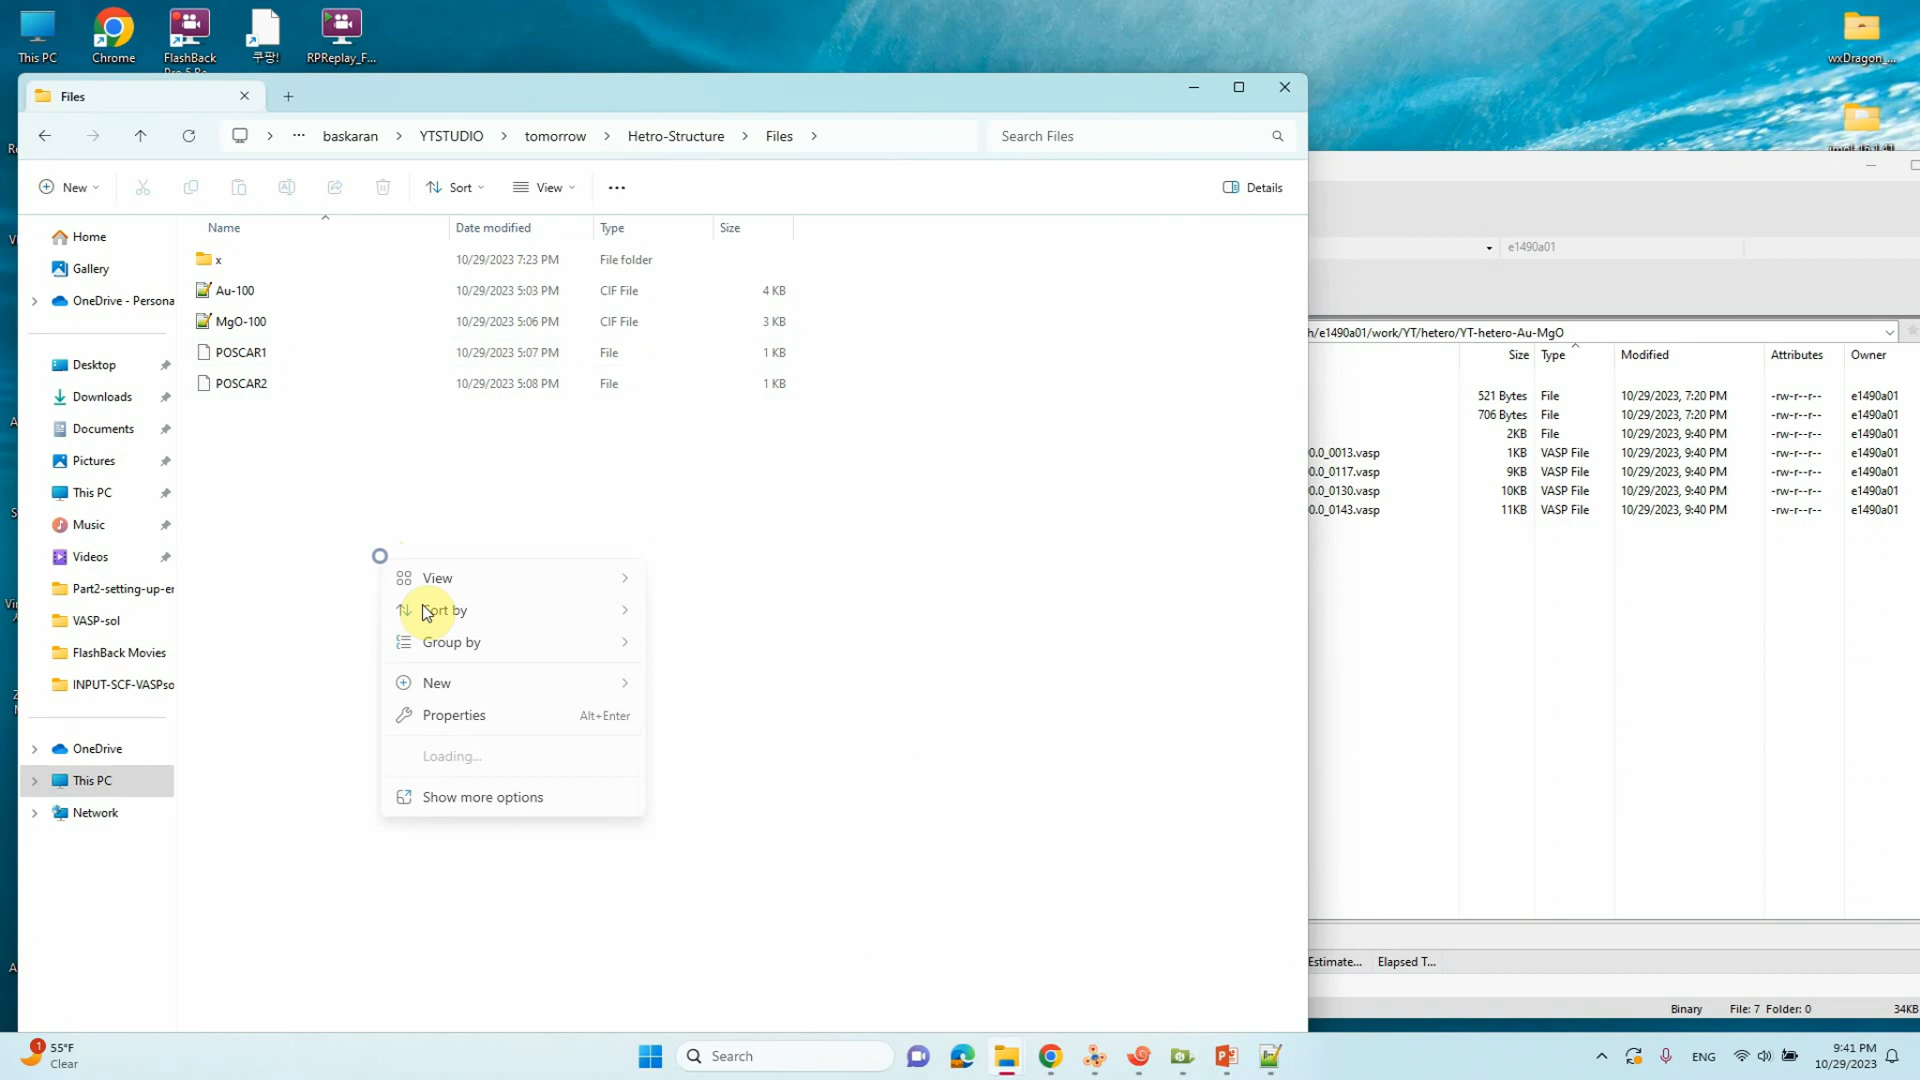 This PC
Chrome
FlashBack
쿠팡!
RPReplay_F...
wxDragon_...
Files
baskaran
YTSTUDIO
tomorrow
Hetro-Structure
Files
Search Files
New
Sort
View
Details
Name
Date modified
Type
Size
x
10/29/2023 7:23 PM
File folder
Au-100
10/29/2023 5:03 PM
CIF File
4 KB
MgO-100
10/29/2023 5:06 PM
CIF File
3 KB
POSCAR1
10/29/2023 5:07 PM
File
1 KB
POSCAR2
10/29/2023 5:08 PM
File
1 KB
Home
Gallery
OneDrive - Persona
Desktop
Downloads
Documents
Pictures
This PC
Music
Videos
Part2-setting-up-er
VASP-sol
FlashBack Movies
INPUT-SCF-VASPso
OneDrive
This PC
Network
View
Sort by
Group by
New
Properties
Alt+Enter
Loading...
Show more options
e1490a01
h/e1490a01/work/YT/hetero/YT-hetero-Au-MgO
Size
Type
Modified
Attributes
Owner
521 Bytes
File
10/29/2023, 7:20 PM
-rw-r--r--
e1490a01
706 Bytes
File
10/29/2023, 7:20 PM
-rw-r--r--
e1490a01
2KB
File
10/29/2023, 9:40 PM
-rw-r--r--
e1490a01
0.0_0013.vasp
1KB
VASP File
10/29/2023, 9:40 PM
-rw-r--r--
e1490a01
0.0_0117.vasp
9KB
VASP File
10/29/2023, 9:40 PM
-rw-r--r--
e1490a01
0.0_0130.vasp
10KB
VASP File
10/29/2023, 9:40 PM
-rw-r--r--
e1490a01
0.0_0143.vasp
11KB
VASP File
10/29/2023, 9:40 PM
-rw-r--r--
e1490a01
Estimate...
Elapsed T...
Binary
File: 7 Folder: 0
34KB
1
55°F
Clear
Search
ENG
9:41 PM
10/29/2023